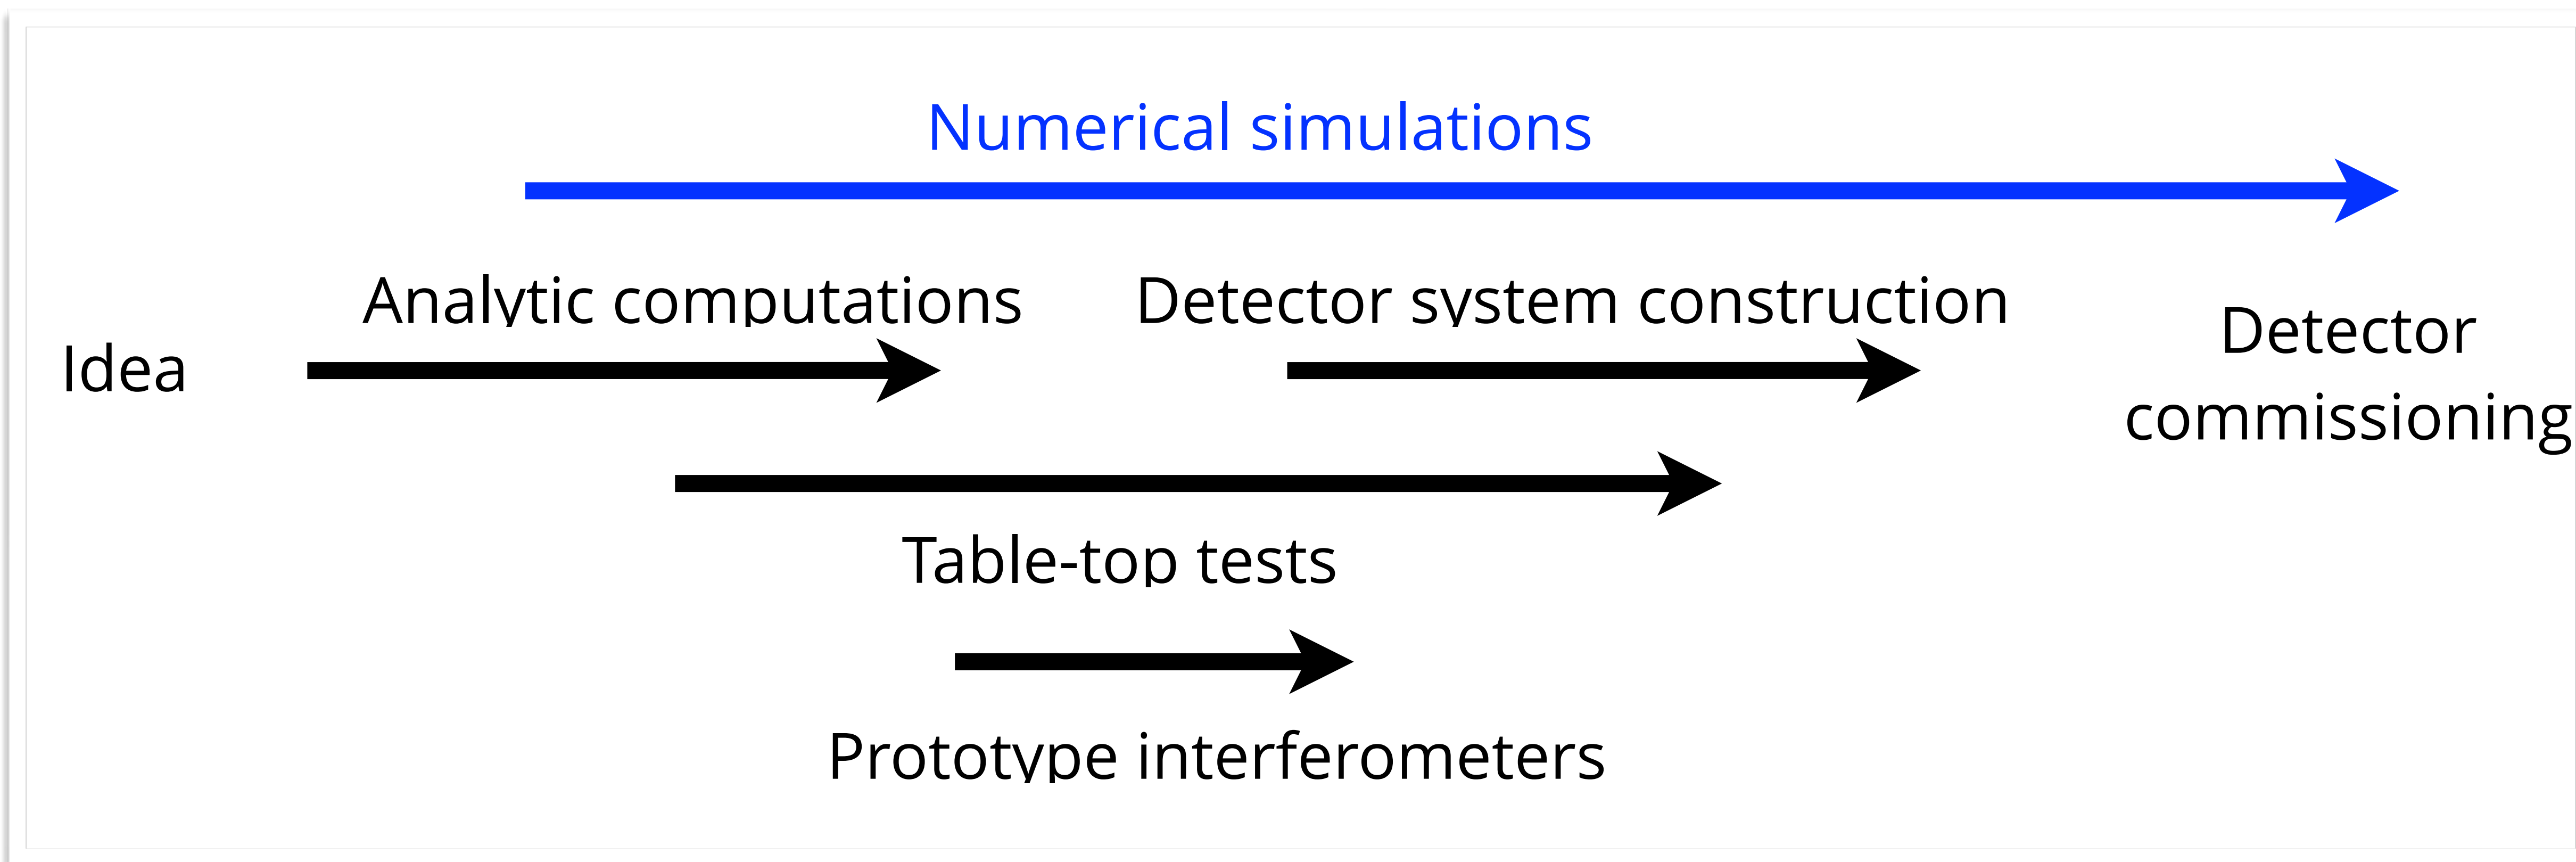 Numerical simulations
Analytic computations
Detector system construction
Idea
Detector
commissioning
Table-top tests
Prototype interferometers